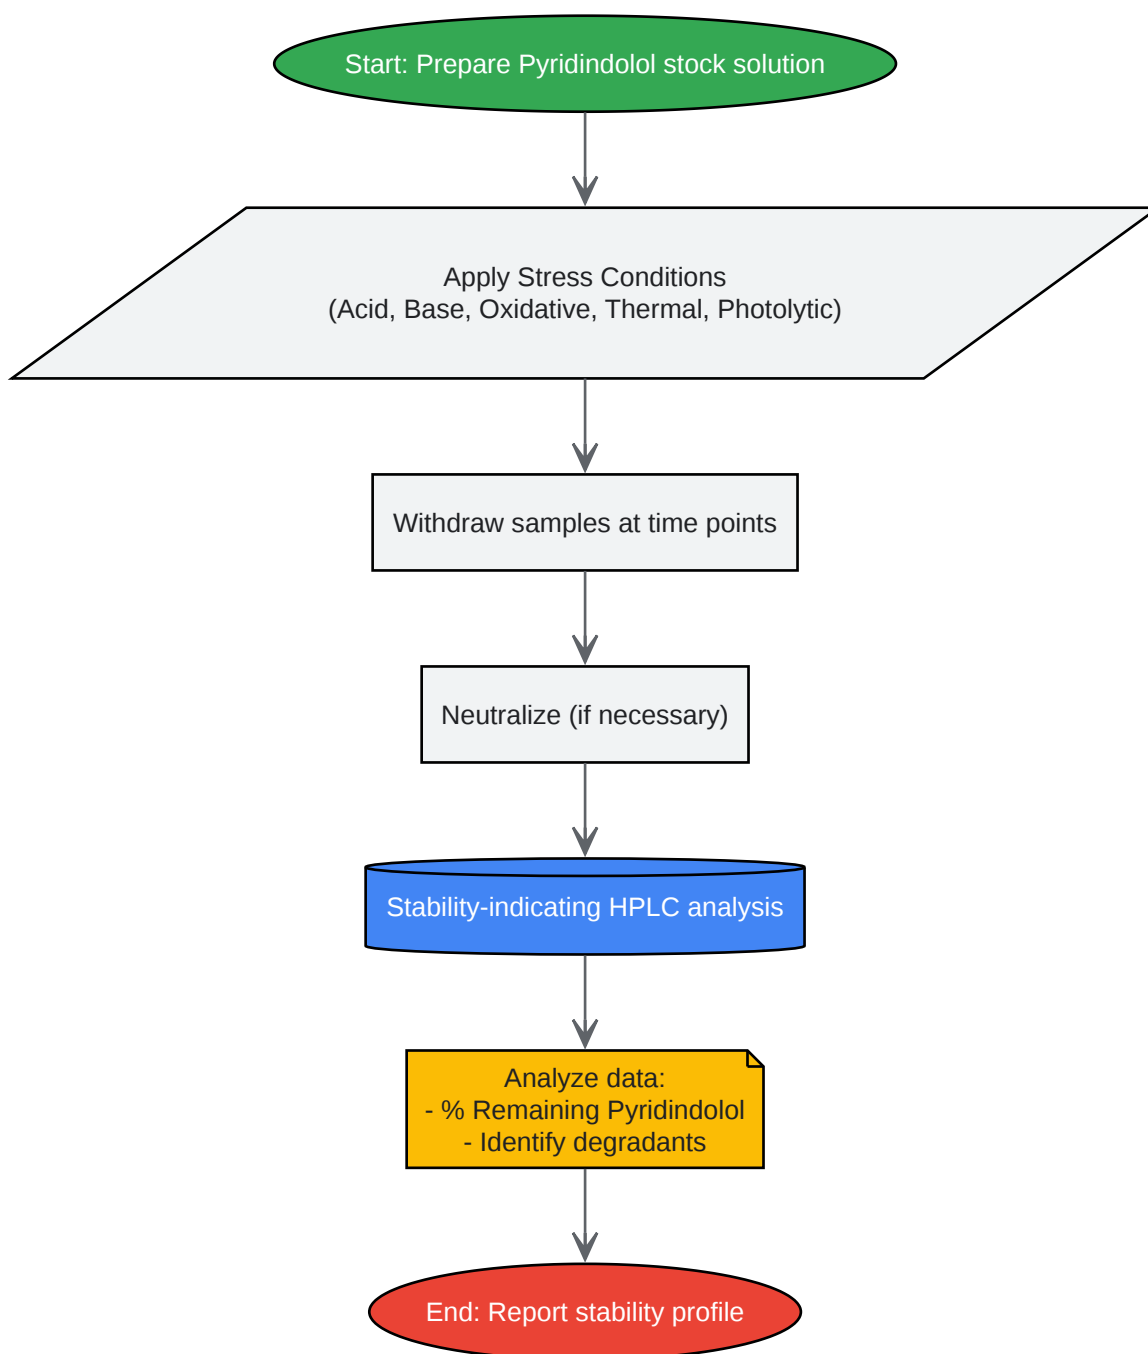 Start: Prepare Pyridindolol stock solution
Apply Stress Conditions
(Acid, Base, Oxidative, Thermal, Photolytic)
Withdraw samples at time points
Neutralize (if necessary)
Stability-indicating HPLC analysis
Analyze data:
- % Remaining Pyridindolol
- Identify degradants
End: Report stability profile